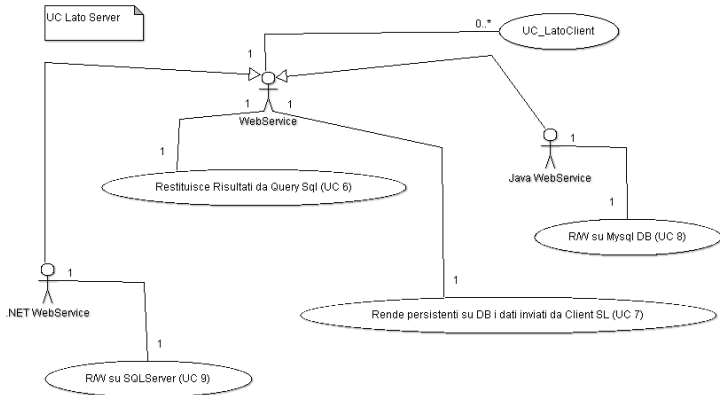 UC Lato Server
0..*
UC_LatoClient
1
WebService
1
1
1
1
Restituisce Risultati da Query Sql (UC 6)
Java WebService
1
1
R/W su Mysql DB (UC 8)
1
.NET WebService
1
Rende persistenti su DB i dati inviati da Client SL (UC 7)
1
R/W su SQLServer (UC 9)